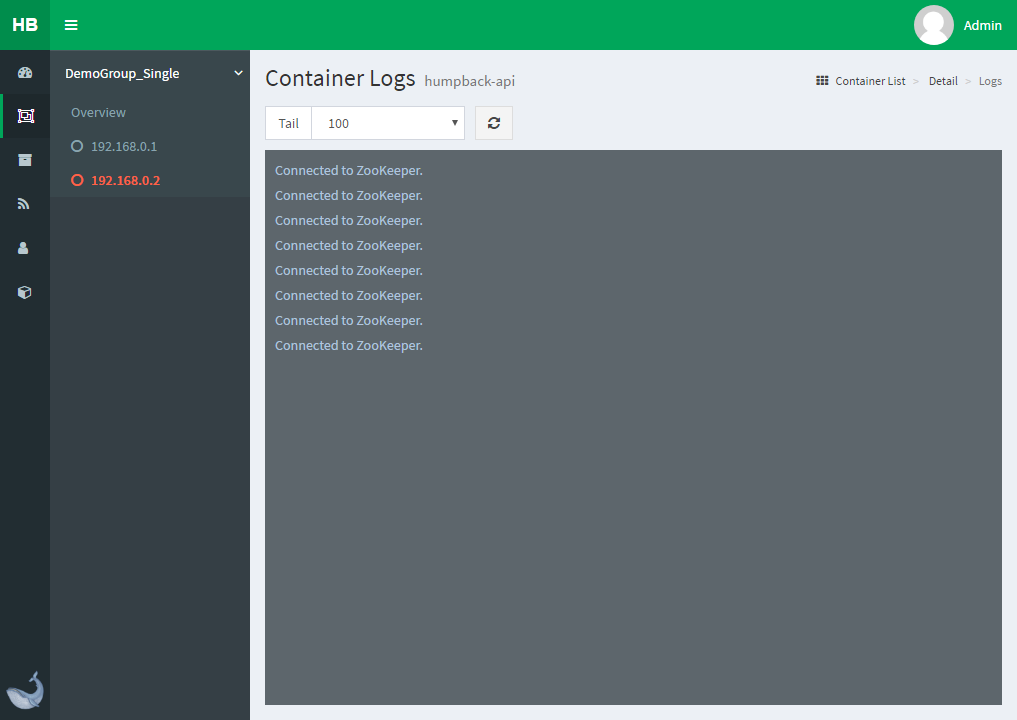 HB
Admin
DemoGroup_Single
Overview
192.168.0.1
192.168.0.2
Container Logs humpback-api
Container List > Detail > Logs
Tail 100
Connected to ZooKeeper.
Connected to ZooKeeper.
Connected to ZooKeeper.
Connected to ZooKeeper.
Connected to ZooKeeper.
Connected to ZooKeeper.
Connected to ZooKeeper.
Connected to ZooKeeper.